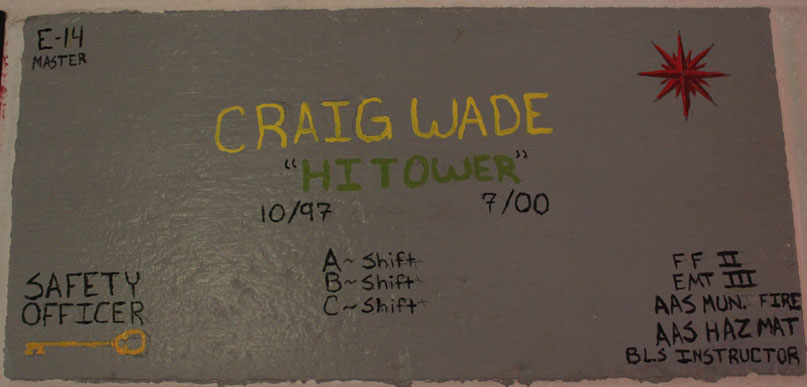 E-14
MASTER
CRAIG WADE
"HITOWER"
10/97 7/00
A~Shift
B~Shift
C~Shift
SAFETY
OFFICER
FF II
EMT III
AAS MUN. FIRE
AAS HAZ MAT
BLS INSTRUCTOR